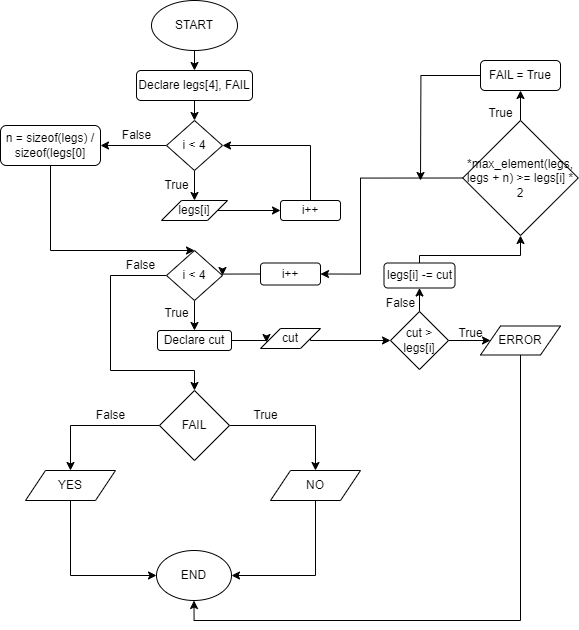 START
Declare legs[4], FAIL
FAIL = True
True
n = sizeof(legs) /
sizeof(legs[0]
False
i < 4
*max_element(legs,
legs + n) >= legs[i] *
2
True
legs[i]
i++
False
i < 4
i++
legs[i] -= cut
False
True
Declare cut
cut
cut >
legs[i]
True
ERROR
False
FAIL
True
YES
NO
END